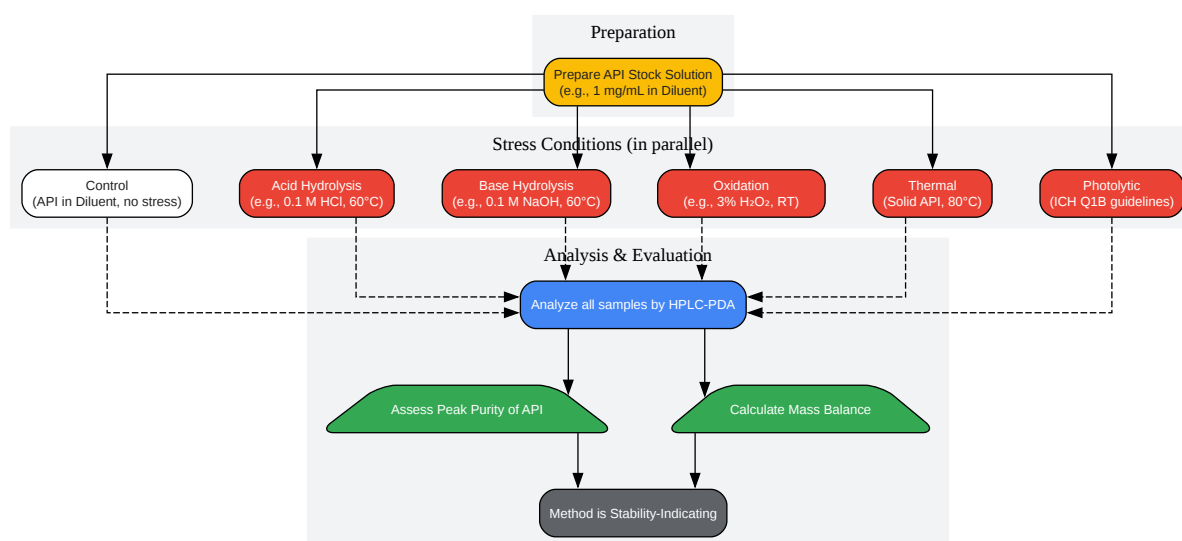 Preparation
Prepare API Stock Solution
(e.g., 1 mg/mL in Diluent)
Stress Conditions (in parallel)
Control
(API in Diluent, no stress)
Acid Hydrolysis
(e.g., 0.1 M HCl, 60°C)
Base Hydrolysis
(e.g., 0.1 M NaOH, 60°C)
Oxidation
(e.g., 3% H₂O₂, RT)
Thermal
(Solid API, 80°C)
Photolytic
(ICH Q1B guidelines)
Analysis & Evaluation
Analyze all samples by HPLC-PDA
Assess Peak Purity of API
Calculate Mass Balance
Method is Stability-Indicating